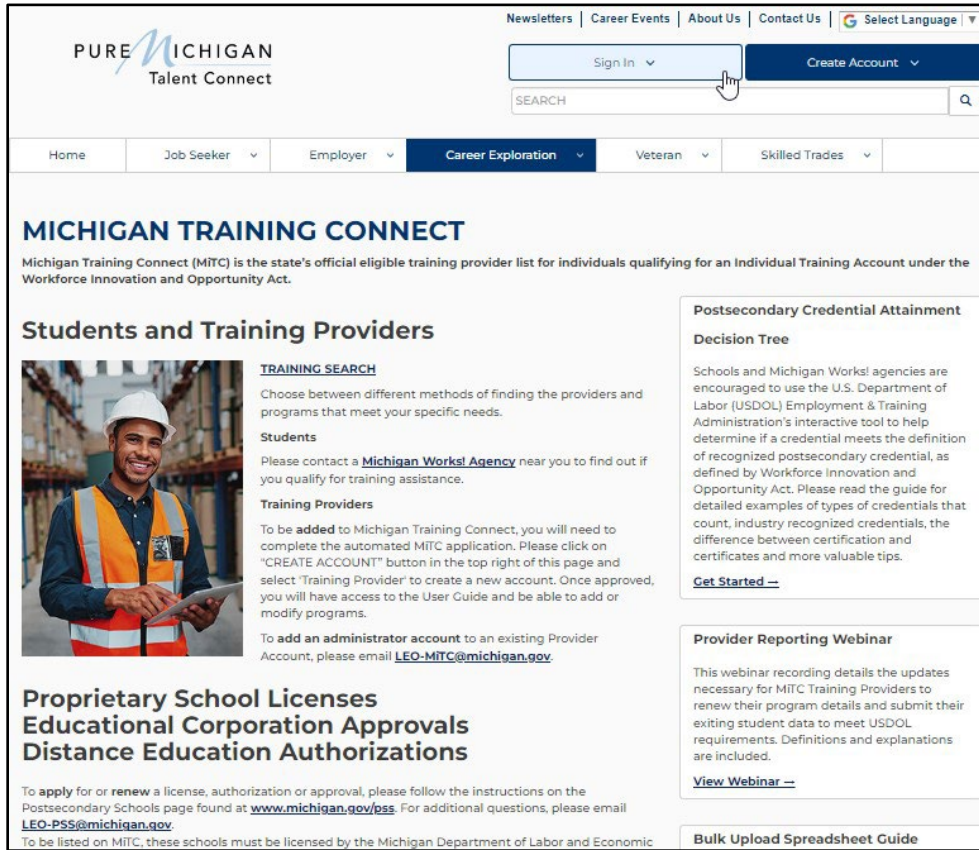 Newsletters | Career Events | About Us | Contact Us | G Select Language ▼
PURE MICHIGAN
Talent Connect
Sign In
Create Account
SEARCH
Home
Job Seeker
Employer
Career Exploration
Veteran
Skilled Trades
MICHIGAN TRAINING CONNECT
Michigan Training Connect (MiTC) is the state's official eligible training provider list for individuals qualifying for an Individual Training Account under the
Workforce Innovation and Opportunity Act.
Students and Training Providers
TRAINING SEARCH
Choose between different methods of finding the providers and
programs that meet your specific needs.
Students
Please contact a Michigan Works! Agency near you to find out if
you qualify for training assistance.
Training Providers
To be added to Michigan Training Connect, you will need to
complete the automated MiTC application. Please click on
"CREATE ACCOUNT" button in the top right of this page and
select 'Training Provider' to create a new account. Once approved,
you will have access to the User Guide and be able to add or
modify programs.
To add an administrator account to an existing Provider
Account, please email LEO-MiTC@michigan.gov.
Proprietary School Licenses
Educational Corporation Approvals
Distance Education Authorizations
To apply for or renew a license, authorization or approval, please follow the instructions on the
Postsecondary Schools page found at www.michigan.gov/pss. For additional questions, please email
LEO-PSS@michigan.gov.
To be listed on MiTC, these schools must be licensed by the Michigan Department of Labor and Economic
Postsecondary Credential Attainment
Decision Tree
Schools and Michigan Works! agencies are
encouraged to use the U.S. Department of
Labor (USDOL) Employment & Training
Administration's interactive tool to help
determine if a credential meets the definition
of recognized postsecondary credential, as
defined by Workforce Innovation and
Opportunity Act. Please read the guide for
detailed examples of types of credentials that
count, industry recognized credentials, the
difference between certification and
certificates and more valuable tips.
Get Started →
Provider Reporting Webinar
This webinar recording details the updates
necessary for MiTC Training Providers to
renew their program details and submit their
exiting student data to meet USDOL
requirements. Definitions and explanations
are included.
View Webinar →
Bulk Upload Spreadsheet Guide